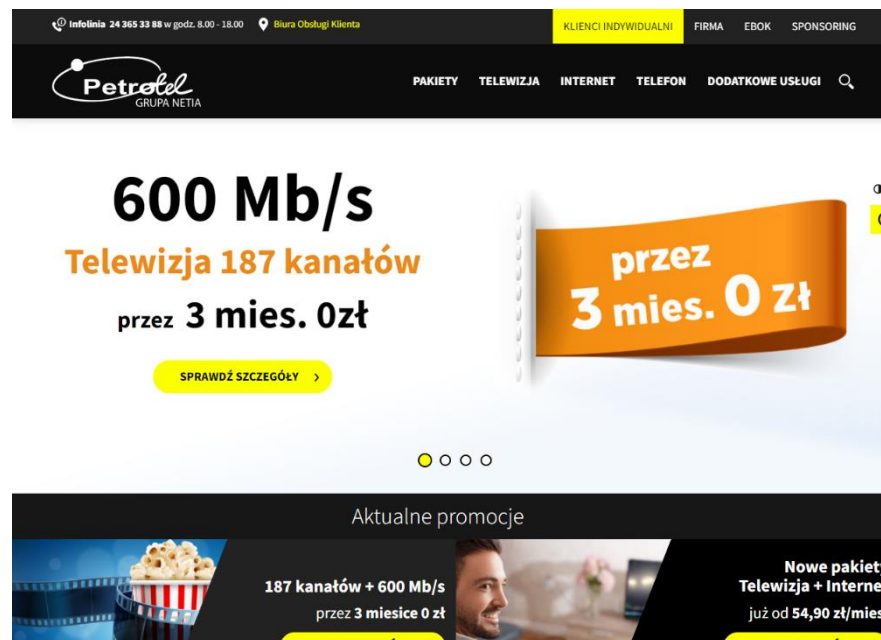 Infolinia 24 365 33 88 w godz. 8.00 - 18.00 Biura Obsługi Klienta KLIENCI INDYWIDUALNI FIRMA EBOK SPONSORING
Petrotel
GRUPA NETIA
PAKIETY TELEWIZJA INTERNET TELEFON DODATKOWE USŁUGI
600 Mb/s
Telewizja 187 kanałów
przez 3 mies. 0zł
SPRAWDŹ SZCZEGÓŁY
przez
3 mies. 0 zł
Aktualne promocje
187 kanałów + 600 Mb/s
przez 3 miesice 0 zł
Nowe pakiety
Telewizja + Interne
już od 54,90 zł/mies